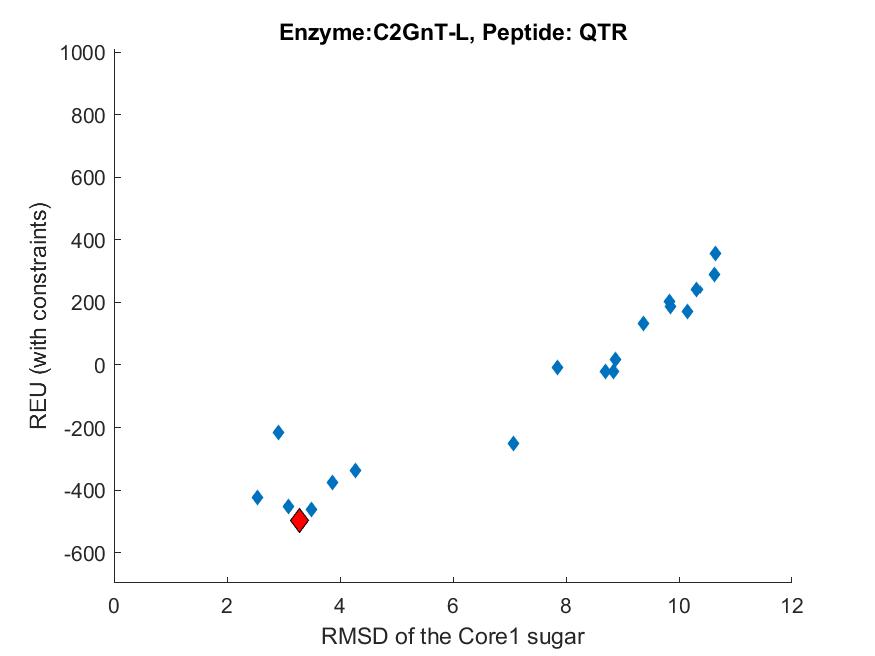 Enzyme:C2GnT-L, Peptide: QTR
1000
800
600
400
200
0
-200
-400
-600
REU (with constraints)
0 2 4 6 8 10 12
RMSD of the Core1 sugar